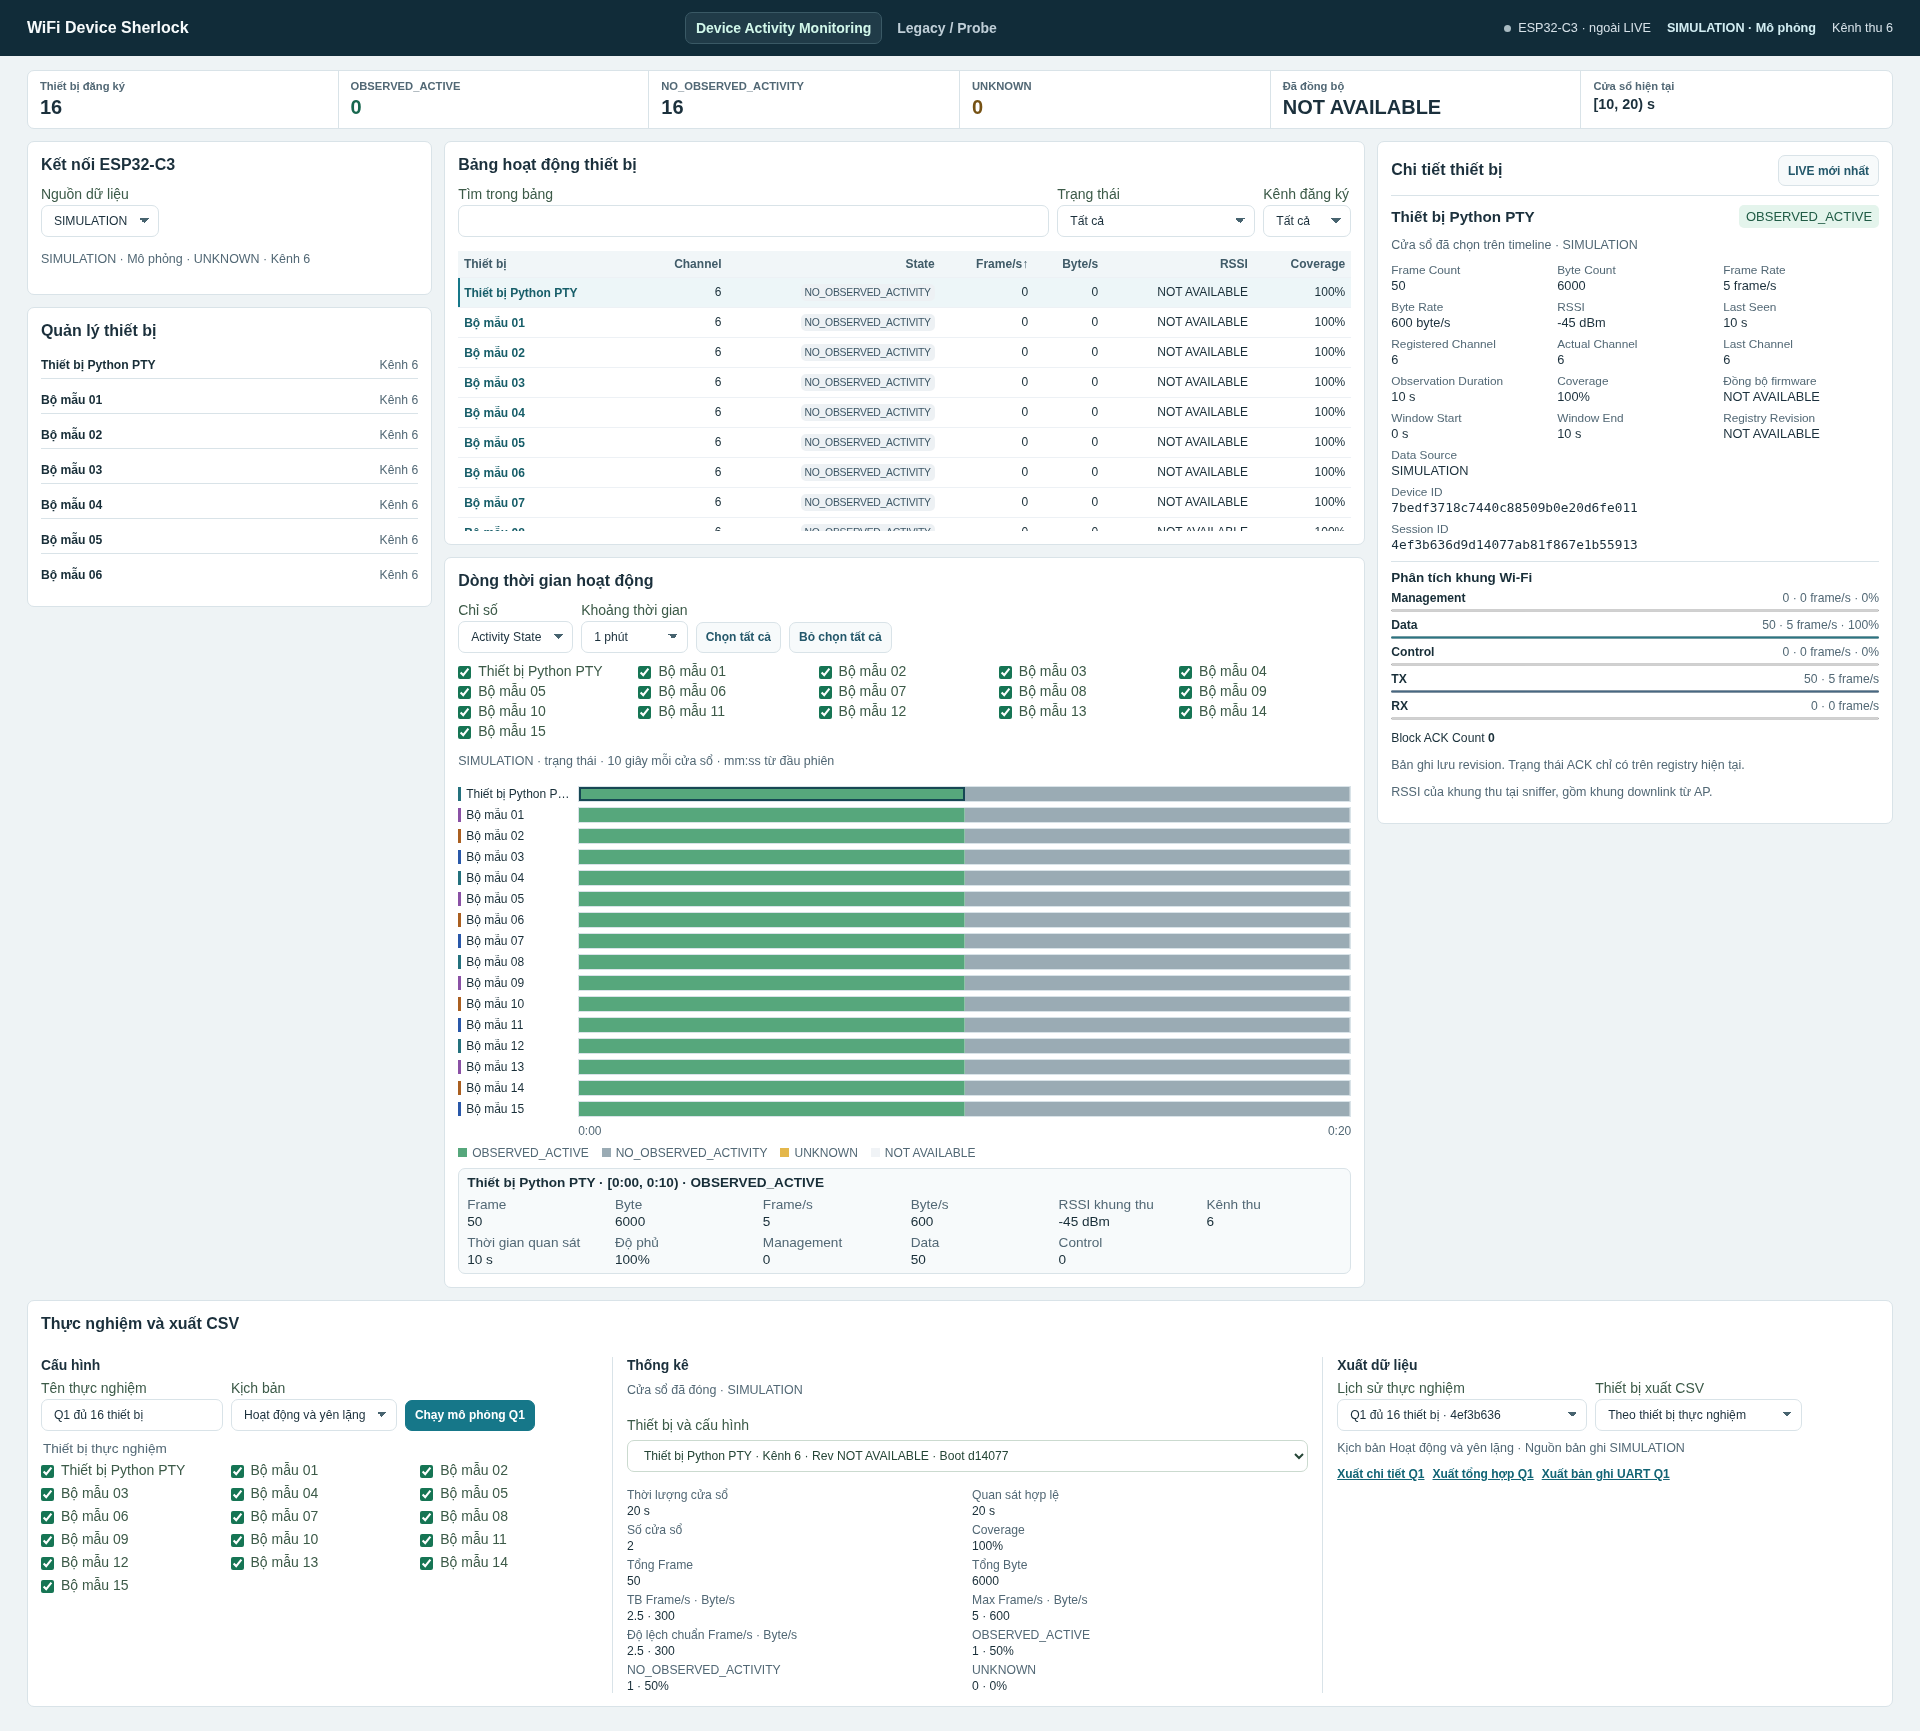 WiFi Device Sherlock
Device Activity Monitoring
Legacy / Probe
ESP32-C3 · ngoài LIVE
SIMULATION · Mô phỏng
Kênh thu 6
Thiết bị đăng ký
16
OBSERVED_ACTIVE
0
NO_OBSERVED_ACTIVITY
16
UNKNOWN
0
Đã đồng bộ
NOT AVAILABLE
Cửa sổ hiện tại
[10, 20) s
Kết nối ESP32-C3
Nguồn dữ liệu
SIMULATION
SIMULATION · Mô phỏng · UNKNOWN · Kênh 6
Quản lý thiết bị
Thiết bị Python PTY Kênh 6
Bộ mẫu 01 Kênh 6
Bộ mẫu 02 Kênh 6
Bộ mẫu 03 Kênh 6
Bộ mẫu 04 Kênh 6
Bộ mẫu 05 Kênh 6
Bộ mẫu 06 Kênh 6
Bảng hoạt động thiết bị
Tìm trong bảng Trạng thái Kênh đăng ký
Tất cả Tất cả
Thiết bị Channel State Frame/s↑ Byte/s RSSI Coverage
Thiết bị Python PTY 6 NO_OBSERVED_ACTIVITY 0 0 NOT AVAILABLE 100%
Bộ mẫu 01 6 NO_OBSERVED_ACTIVITY 0 0 NOT AVAILABLE 100%
Bộ mẫu 02 6 NO_OBSERVED_ACTIVITY 0 0 NOT AVAILABLE 100%
Bộ mẫu 03 6 NO_OBSERVED_ACTIVITY 0 0 NOT AVAILABLE 100%
Bộ mẫu 04 6 NO_OBSERVED_ACTIVITY 0 0 NOT AVAILABLE 100%
Bộ mẫu 05 6 NO_OBSERVED_ACTIVITY 0 0 NOT AVAILABLE 100%
Bộ mẫu 06 6 NO_OBSERVED_ACTIVITY 0 0 NOT AVAILABLE 100%
Bộ mẫu 07 6 NO_OBSERVED_ACTIVITY 0 0 NOT AVAILABLE 100%
Bộ mẫu 08 6 NO_OBSERVED_ACTIVITY 0 0 NOT AVAILABLE 100%
Dòng thời gian hoạt động
Chỉ số Khoảng thời gian
Activity State 1 phút Chọn tất cả Bỏ chọn tất cả
Thiết bị Python PTY Bộ mẫu 01 Bộ mẫu 02 Bộ mẫu 03 Bộ mẫu 04
Bộ mẫu 05 Bộ mẫu 06 Bộ mẫu 07 Bộ mẫu 08 Bộ mẫu 09
Bộ mẫu 10 Bộ mẫu 11 Bộ mẫu 12 Bộ mẫu 13 Bộ mẫu 14
Bộ mẫu 15
SIMULATION · trạng thái · 10 giây mỗi cửa sổ · mm:ss từ đầu phiên
Thiết bị Python P…
Bộ mẫu 01
Bộ mẫu 02
Bộ mẫu 03
Bộ mẫu 04
Bộ mẫu 05
Bộ mẫu 06
Bộ mẫu 07
Bộ mẫu 08
Bộ mẫu 09
Bộ mẫu 10
Bộ mẫu 11
Bộ mẫu 12
Bộ mẫu 13
Bộ mẫu 14
Bộ mẫu 15
0:00 0:20
OBSERVED_ACTIVE NO_OBSERVED_ACTIVITY UNKNOWN NOT AVAILABLE
Thiết bị Python PTY · [0:00, 0:10) · OBSERVED_ACTIVE
Frame Byte Frame/s Byte/s RSSI khung thu Kênh thu
50 6000 5 600 -45 dBm 6
Thời gian quan sát Độ phủ Management Data Control
10 s 100% 0 50 0
Chi tiết thiết bị
LIVE mới nhất
Thiết bị Python PTY OBSERVED_ACTIVE
Cửa sổ đã chọn trên timeline · SIMULATION
Frame Count Byte Count Frame Rate
50 6000 5 frame/s
Byte Rate RSSI Last Seen
600 byte/s -45 dBm 10 s
Registered Channel Actual Channel Last Channel
6 6 6
Observation Duration Coverage Đồng bộ firmware
10 s 100% NOT AVAILABLE
Window Start Window End Registry Revision
0 s 10 s NOT AVAILABLE
Data Source
SIMULATION
Device ID
7bedf3718c7440c88509b0e20d6fe011
Session ID
4ef3b636d9d14077ab81f867e1b55913
Phân tích khung Wi-Fi
Management 0 · 0 frame/s · 0%
Data 50 · 5 frame/s · 100%
Control 0 · 0 frame/s · 0%
TX 50 · 5 frame/s
RX 0 · 0 frame/s
Block ACK Count 0
Bản ghi lưu revision. Trạng thái ACK chỉ có trên registry hiện tại.
RSSI của khung thu tại sniffer, gồm khung downlink từ AP.
Thực nghiệm và xuất CSV
Cấu hình
Tên thực nghiệm Kịch bản
Q1 đủ 16 thiết bị Hoạt động và yên lặng Chạy mô phỏng Q1
Thiết bị thực nghiệm
Thiết bị Python PTY Bộ mẫu 01 Bộ mẫu 02
Bộ mẫu 03 Bộ mẫu 04 Bộ mẫu 05
Bộ mẫu 06 Bộ mẫu 07 Bộ mẫu 08
Bộ mẫu 09 Bộ mẫu 10 Bộ mẫu 11
Bộ mẫu 12 Bộ mẫu 13 Bộ mẫu 14
Bộ mẫu 15
Thống kê
Cửa sổ đã đóng · SIMULATION
Thiết bị và cấu hình
Thiết bị Python PTY · Kênh 6 · Rev NOT AVAILABLE · Boot d14077
Thời lượng cửa sổ Quan sát hợp lệ
20 s 20 s
Số cửa sổ Coverage
2 100%
Tổng Frame Tổng Byte
50 6000
TB Frame/s · Byte/s Max Frame/s · Byte/s
2.5 · 300 5 · 600
Độ lệch chuẩn Frame/s · Byte/s OBSERVED_ACTIVE
2.5 · 300 1 · 50%
NO_OBSERVED_ACTIVITY UNKNOWN
1 · 50% 0 · 0%
Xuất dữ liệu
Lịch sử thực nghiệm Thiết bị xuất CSV
Q1 đủ 16 thiết bị · 4ef3b636 Theo thiết bị thực nghiệm
Kịch bản Hoạt động và yên lặng · Nguồn bản ghi SIMULATION
Xuất chi tiết Q1 Xuất tổng hợp Q1 Xuất bản ghi UART Q1